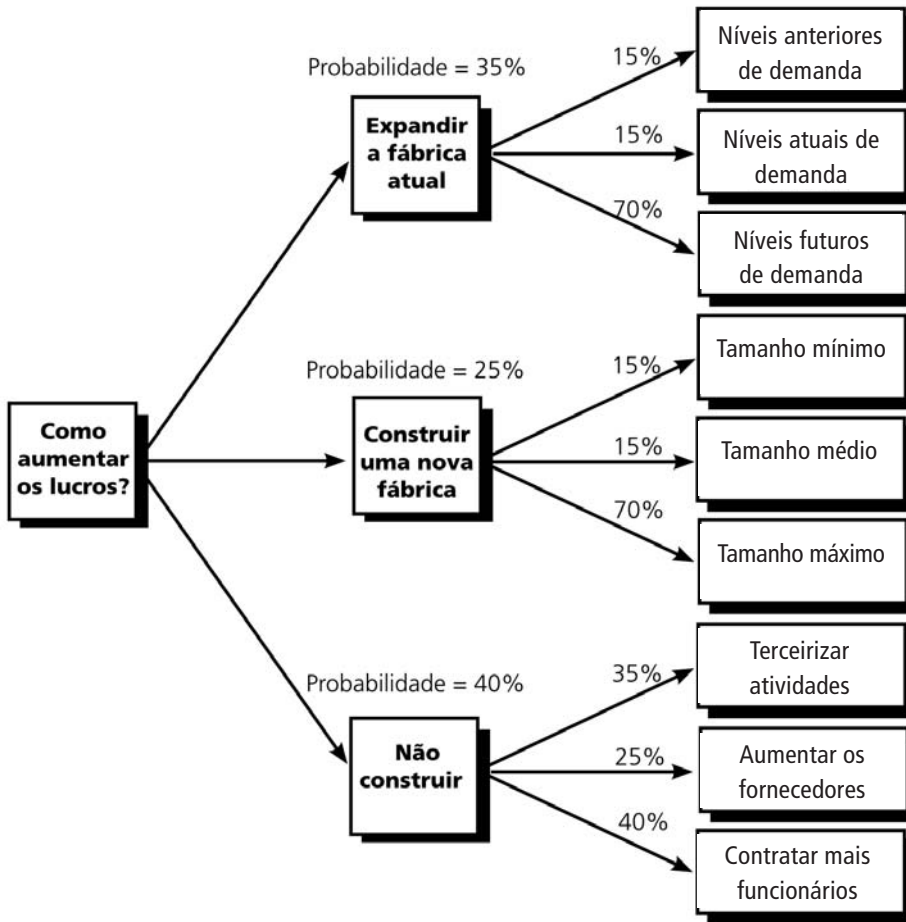 Probabilidade = 35%
Expandir
a fábrica
atual
15%
Níveis anteriores
de demanda
15%
Níveis atuais de
demanda
70%
Níveis futuros
de demanda
Como
aumentar
os lucros?
Probabilidade = 25%
Construir
uma nova
fábrica
15%
Tamanho mínimo
15%
Tamanho médio
70%
Tamanho máximo
Probabilidade = 40%
Não
construir
35%
Terceirizar
atividades
25%
Aumentar os
fornecedores
40%
Contratar mais
funcionários